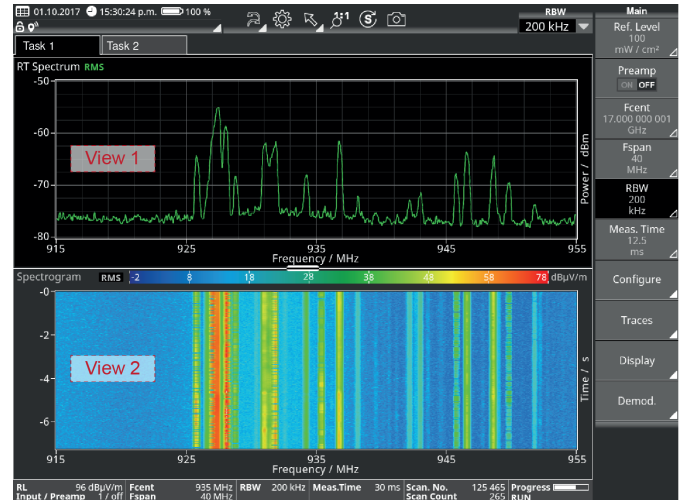 01.10.2017 15:30:24 p.m. 100 %
RBW
200 kHz
Task 1 Task 2
RT Spectrum RMS
-50
-60
-70
-80
View 1
Power / dBm
915 925 935 945 955
Frequency / MHz
Spectrogram RMS -2 8 18 28 38 48 58 78 dBµV/m
-0
-2
-4
-6
View 2
Time / s
915 925 935 945 955
Frequency / MHz
RL 96 dBµV/m Fcent 935 MHz RBW 200 kHz Meas.Time 30 ms Scan. No. 125 465 Progress
Input / Preamp 1 / off Fspan 40 MHz Scan Count 265 RUN
Main
Ref. Level
100
mW / cm²
Preamp
ON OFF
Fcent
17.000 000 001
GHz
Fspan
40
MHz
RBW
200
kHz
Meas. Time
12.5
ms
Configure
Traces
Display
Demod.